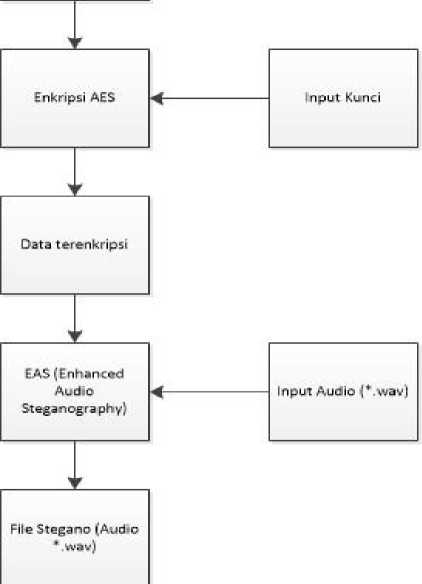 Enkripsi AES
Input Kunci
Data terenkripsi
EAS (Enhanced
Audio
Steganography)
Input Audio (*.wav)
File Stegano (Audio
*.wav)